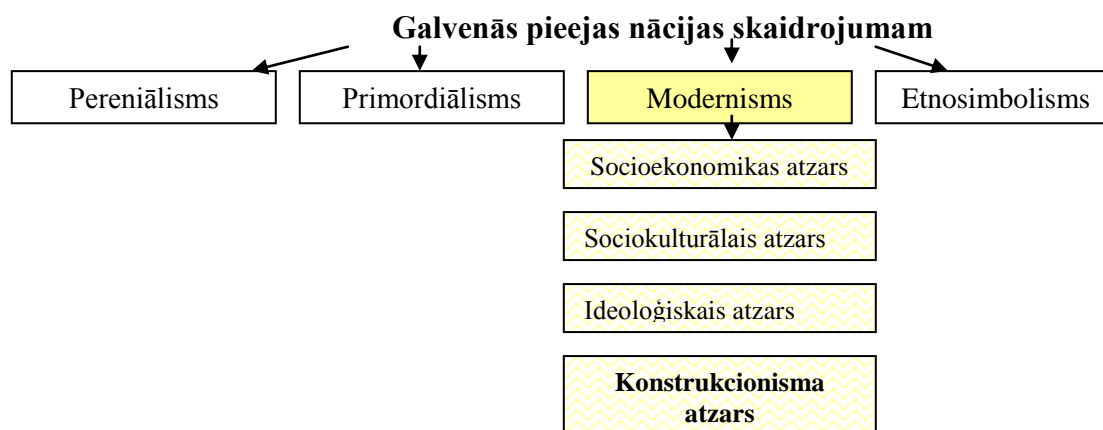 Galvenās pieejas nācijas skaidrojumam
Pereniālisms
Primordiālisms
Modernisms
Etnosimbolisms
Socioekonomikas atzars
Sociokulturālais atzars
Ideoloģiskais atzars
Konstrukcionisma
atzars